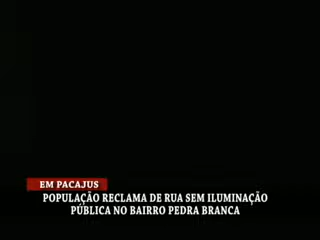 EM PACAJUS
POPULAÇÃO RECLAMA DE RUA SEM ILUMINAÇÃO
PÚBLICA NO BAIRRO PEDRA BRANCA